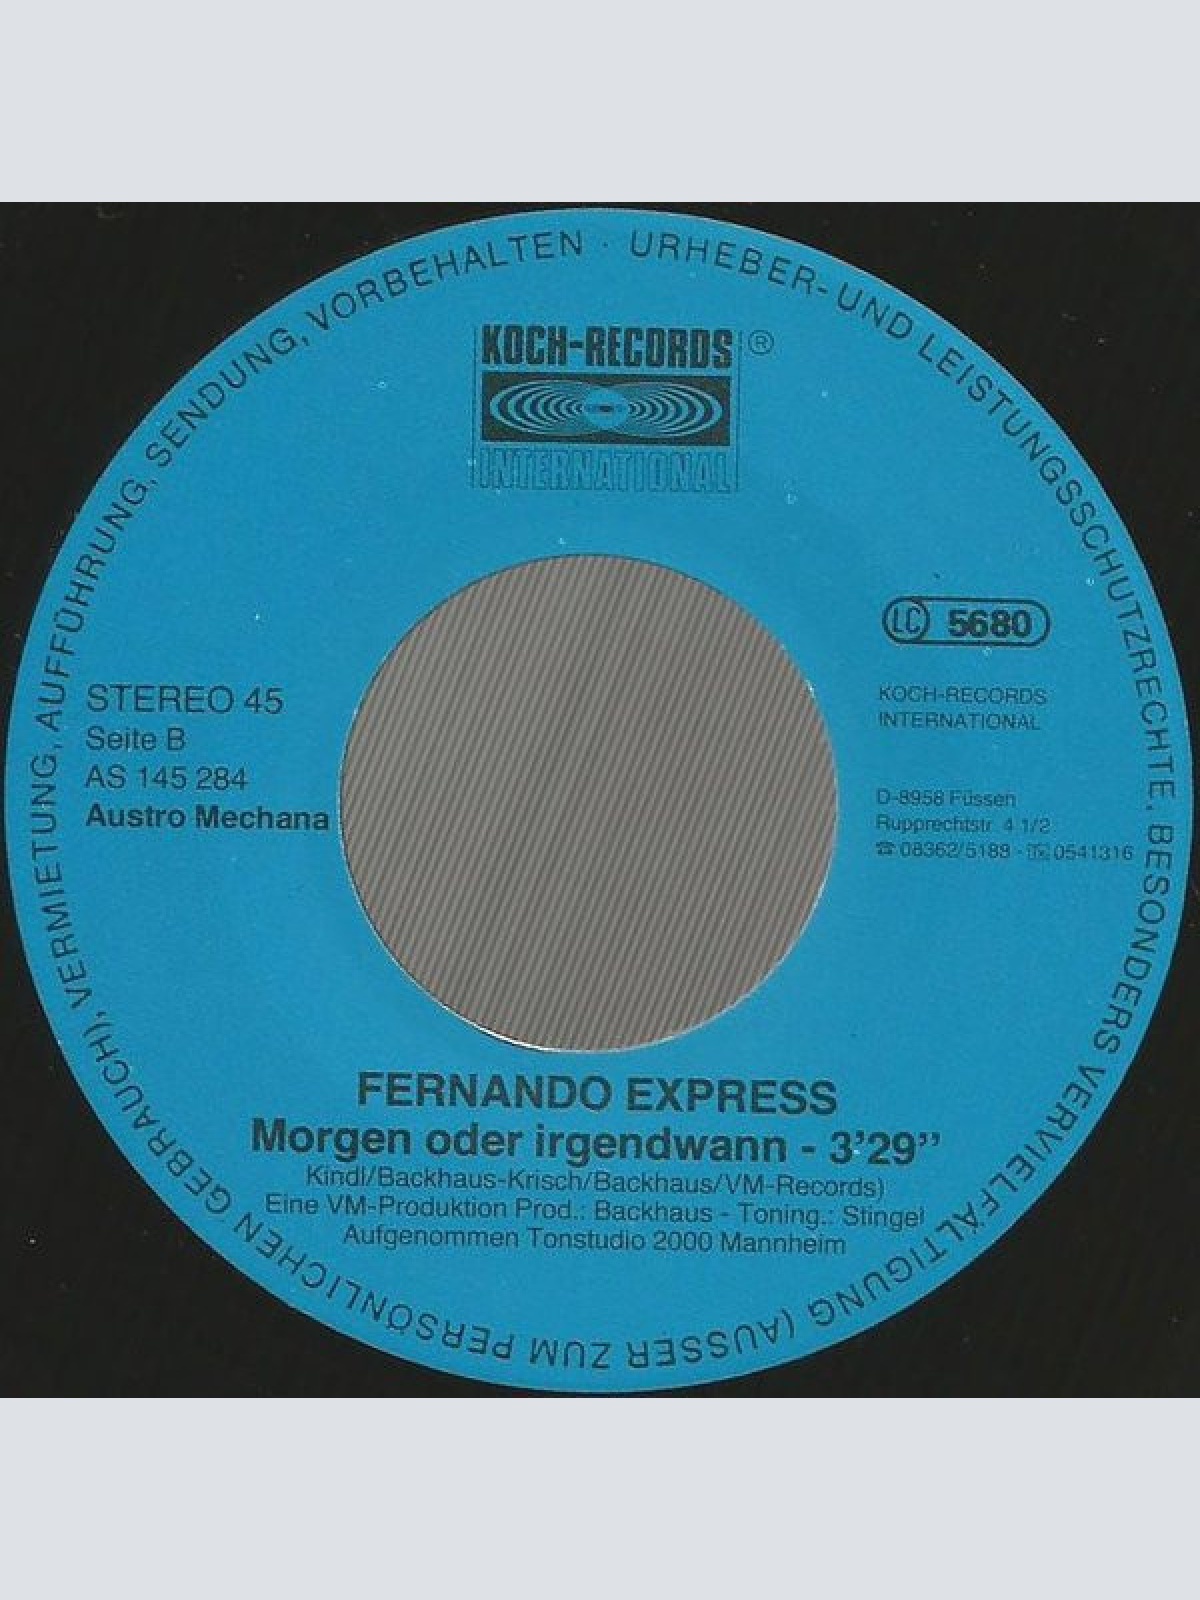 URHEBER- UND LEISTUNGSSCHUTZRECHTE, BESONDERS VERVIELFÄLTIGUNG (AUSSER ZUM PERSÖNLICHEN GEBRAUCH), VERMIETUNG, AUFFÜHRUNG, SENDUNG, VORBEHALTEN ·
KOCH-RECORDS ®
INTERNATIONAL
LC 5680
STEREO 45
Seite B
AS 145 284
Austro Mechana
KOCH-RECORDS
INTERNATIONAL
D-8958 Füssen
Rupprechtstr. 4 1/2
☎ 08362/5189 - 0541316
FERNANDO EXPRESS
Morgen oder irgendwann - 3’29’’
Kindl/Backhaus-Krisch/Backhaus/VM-Records)
Eine VM-Produktion Prod.: Backhaus - Toning.: Stingel
Aufgenommen Tonstudio 2000 Mannheim